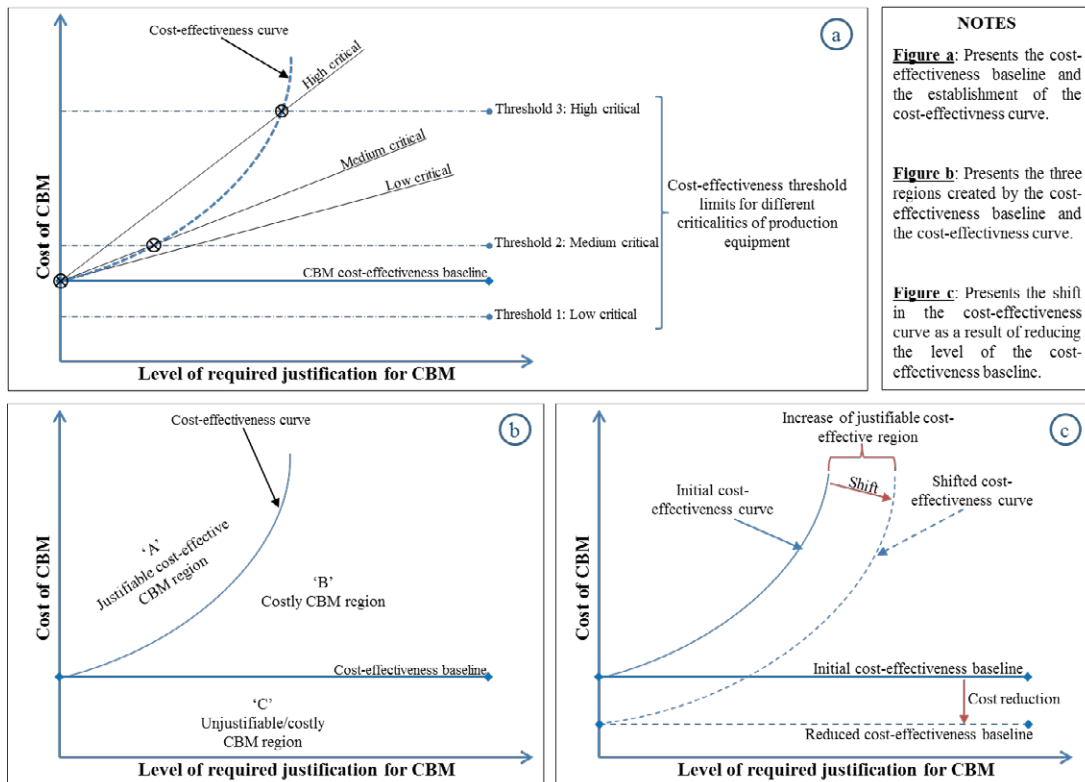 Cost-effectiveness curve
a
High critical
Threshold 3: High critical
Medium critical
Low critical
Cost-effectiveness threshold
limits for different
criticalities of production
equipment
Threshold 2: Medium critical
CBM cost-effectiveness baseline
Threshold 1: Low critical
Cost of CBM
Level of required justification for CBM
NOTES
Figure a: Presents the cost-
effectiveness baseline and
the establishment of the
cost-effectivness curve.
Figure b: Presents the three
regions created by the cost-
effectiveness baseline and
the cost-effectivness curve.
Figure c: Presents the shift
in the cost-effectiveness
curve as a result of reducing
the level of the cost-
effectiveness baseline.
b
Cost-effectiveness curve
‘A’
Justifiable cost-effective
CBM region
‘B’
Costly CBM region
Cost-effectiveness baseline
‘C’
Unjustifiable/costly
CBM region
Cost of CBM
Level of required justification for CBM
c
Increase of justifiable cost-
effective region
Shift
Initial cost-
effectiveness curve
Shifted cost-
effectiveness curve
Initial cost-effectiveness baseline
Cost reduction
Reduced cost-effectiveness baseline
Cost of CBM
Level of required justification for CBM